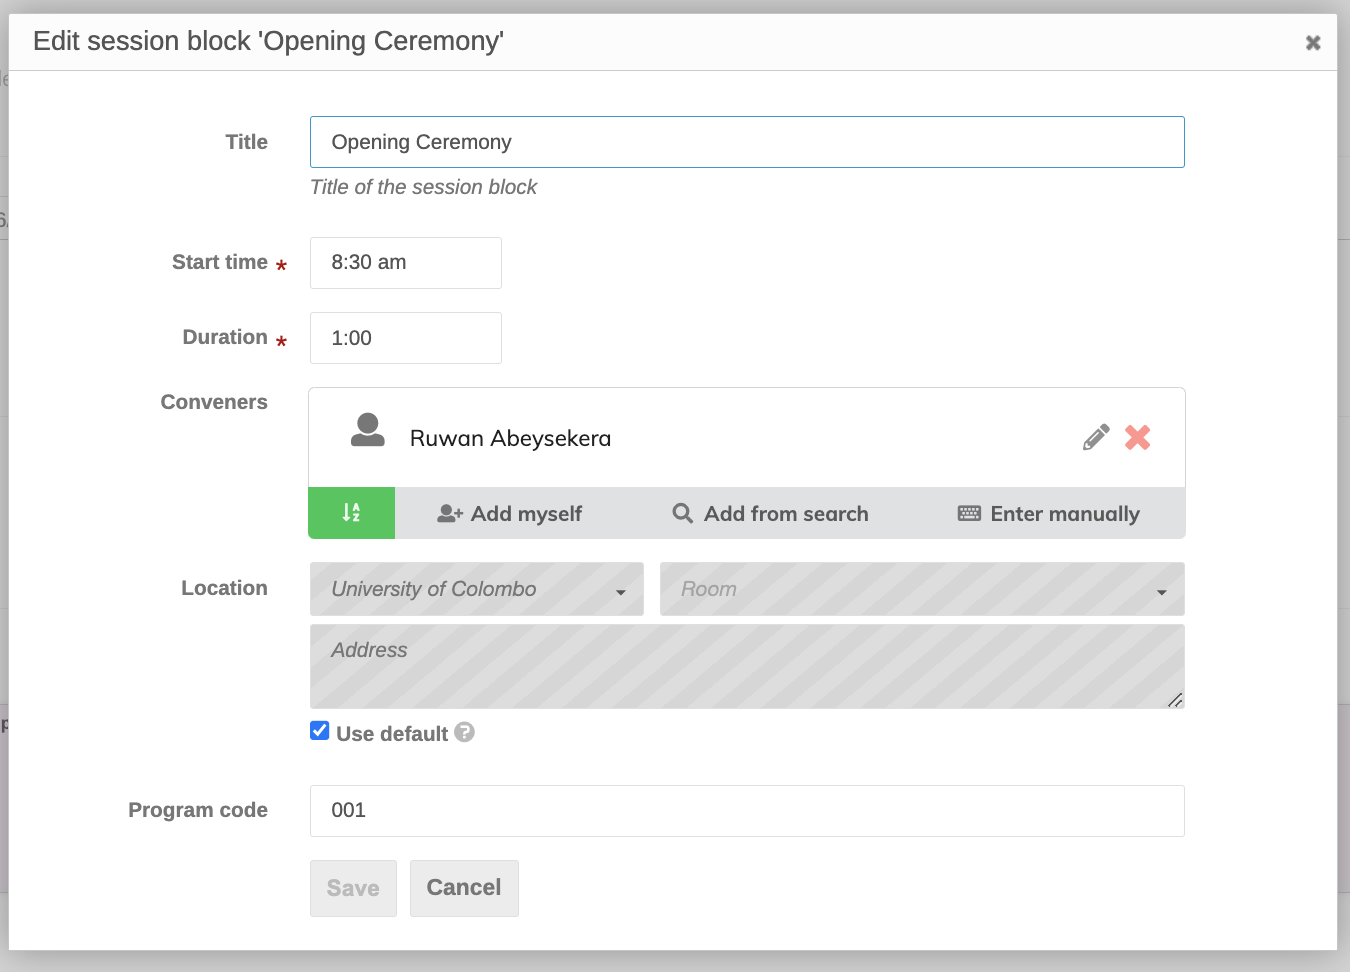 Edit session block 'Opening Ceremony'
Title
Opening Ceremony
Title of the session block
Start time *
8:30 am
Duration *
1:00
Conveners
Ruwan Abeysekera
Add myself
Add from search
Enter manually
Location
University of Colombo
Room
Address
Use default ?
Program code
001
Save
Cancel